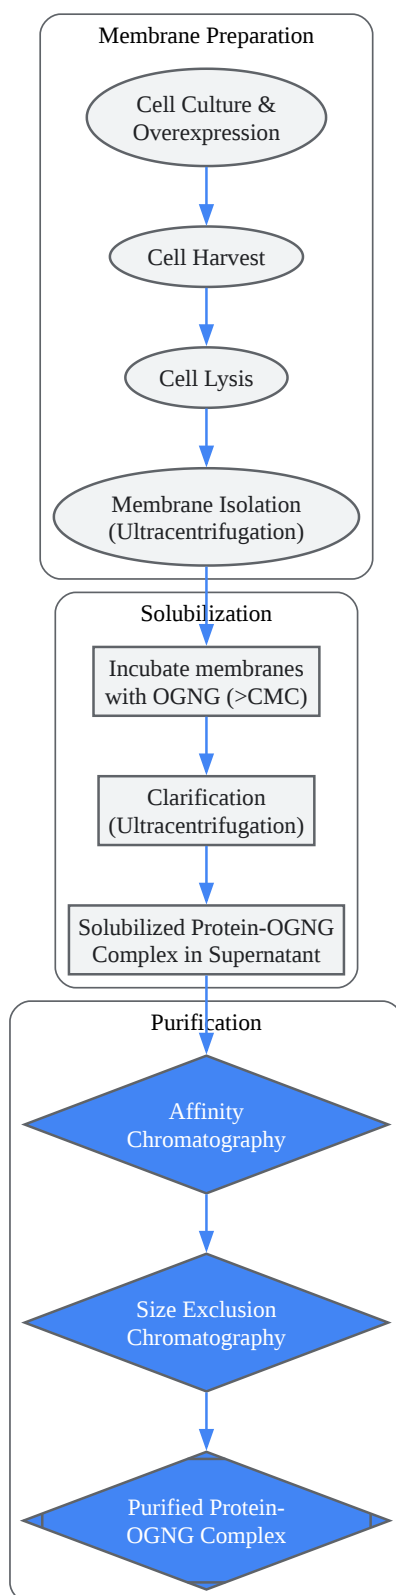 Membrane Preparation
Cell Culture &
Overexpression
Cell Harvest
Cell Lysis
Membrane Isolation
(Ultracentrifugation)
Solubilization
Incubate membranes
with OGNG (>CMC)
Clarification
(Ultracentrifugation)
Solubilized Protein-OGNG
Complex in Supernatant
Purification
Affinity
Chromatography
Size Exclusion
Chromatography
Purified Protein-
OGNG Complex